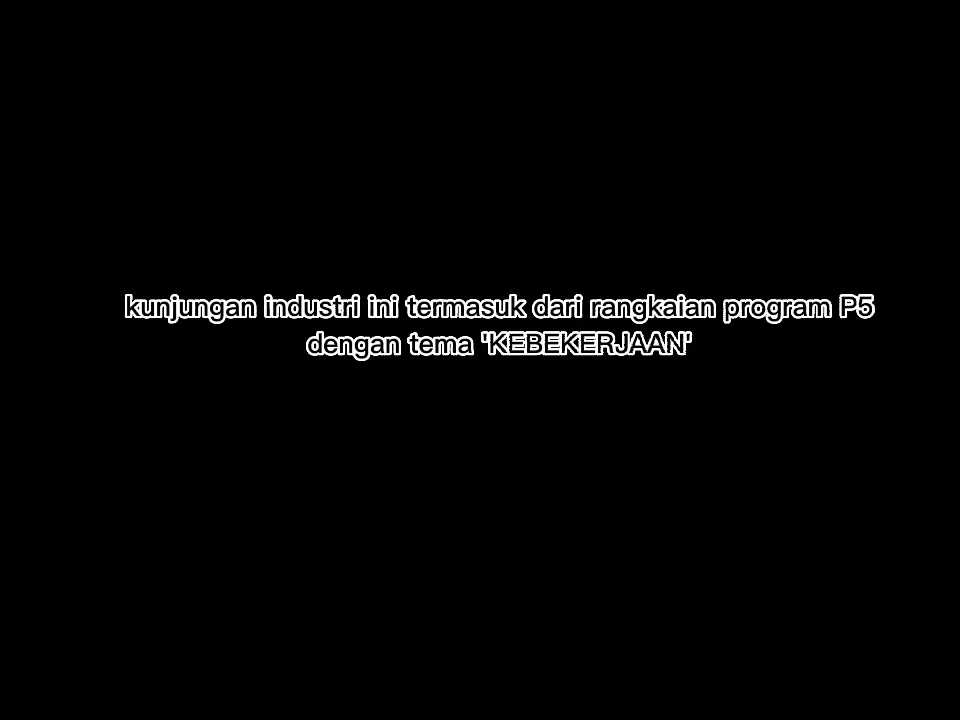 kunjungan industri ini termasuk dari rangkaian program P5
dengan tema 'KEBEKERJAAN'